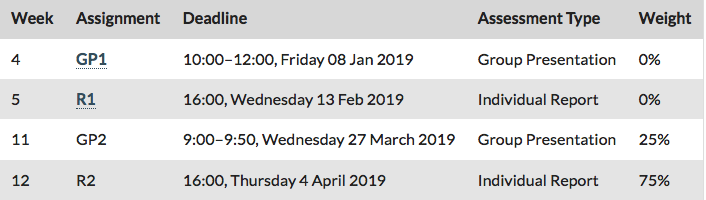 Week Assignment Deadline Assessment Type Weight
4 GP1 10:00–12:00, Friday 08 Jan 2019 Group Presentation 0%
5 R1 16:00, Wednesday 13 Feb 2019 Individual Report 0%
11 GP2 9:00–9:50, Wednesday 27 March 2019 Group Presentation 25%
12 R2 16:00, Thursday 4 April 2019 Individual Report 75%